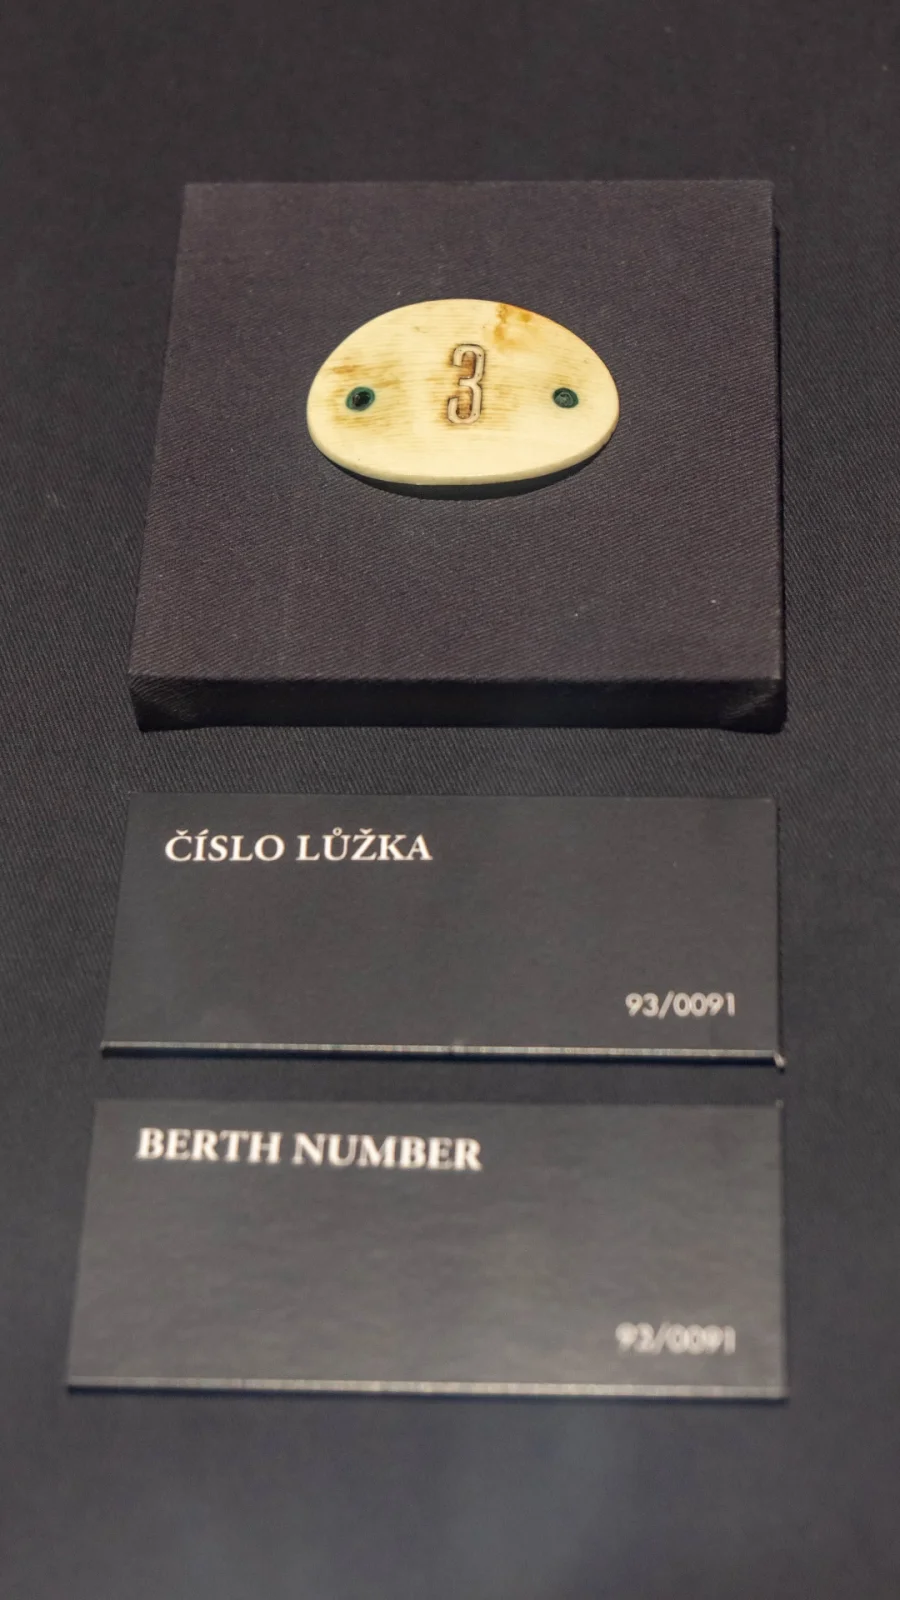 3
ČÍSLO LŮŽKA
93/0091
BERTH NUMBER
93/0091